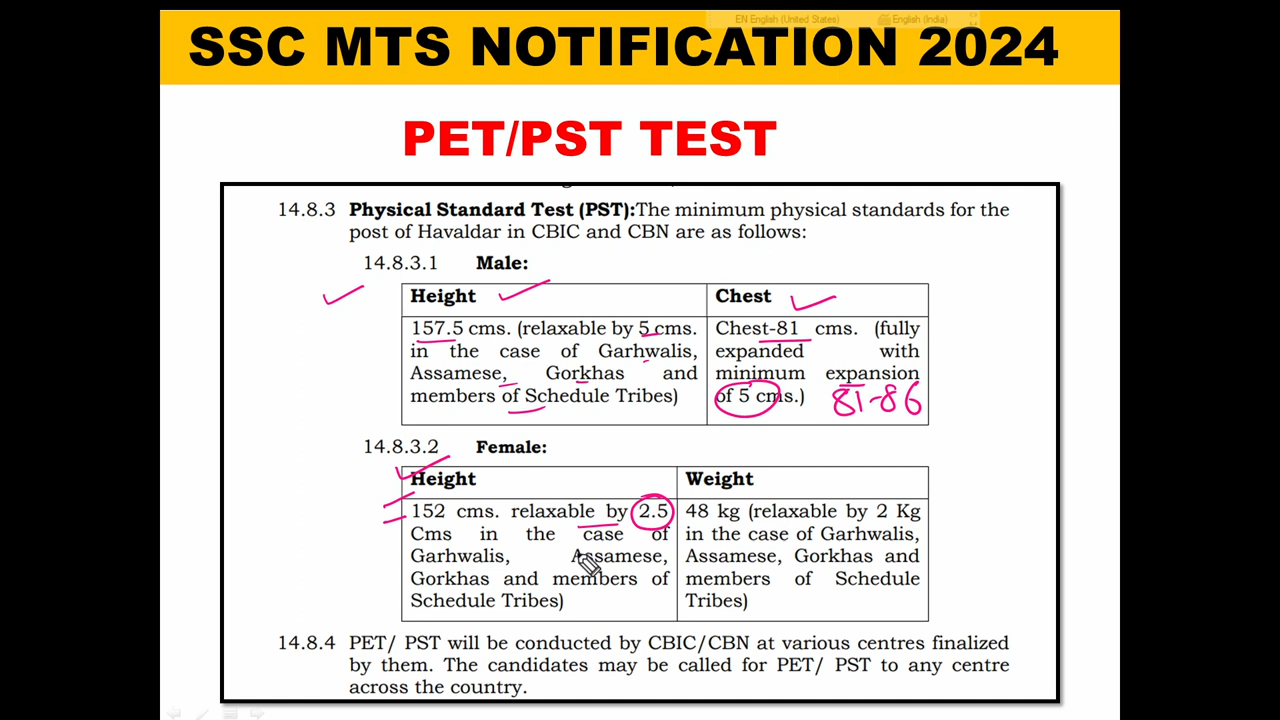 EN English (United States) English (India)
SSC MTS NOTIFICATION 2024
PET/PST TEST
14.8.3 Physical Standard Test (PST):The minimum physical standards for the
post of Havaldar in CBIC and CBN are as follows:
14.8.3.1 Male:
Height Chest
157.5 cms. (relaxable by 5 cms. Chest-81 cms. (fully
in the case of Garhwalis, expanded with
Assamese, Gorkhas and minimum expansion
members of Schedule Tribes) of 5 cms.) 81-86
14.8.3.2 Female:
Height Weight
152 cms. relaxable by 2.5 48 kg (relaxable by 2 Kg
Cms in the case of in the case of Garhwalis,
Garhwalis, Assamese, Assamese, Gorkhas and
Gorkhas and members of members of Schedule
Schedule Tribes) Tribes)
14.8.4 PET/ PST will be conducted by CBIC/CBN at various centres finalized
by them. The candidates may be called for PET/ PST to any centre
across the country.